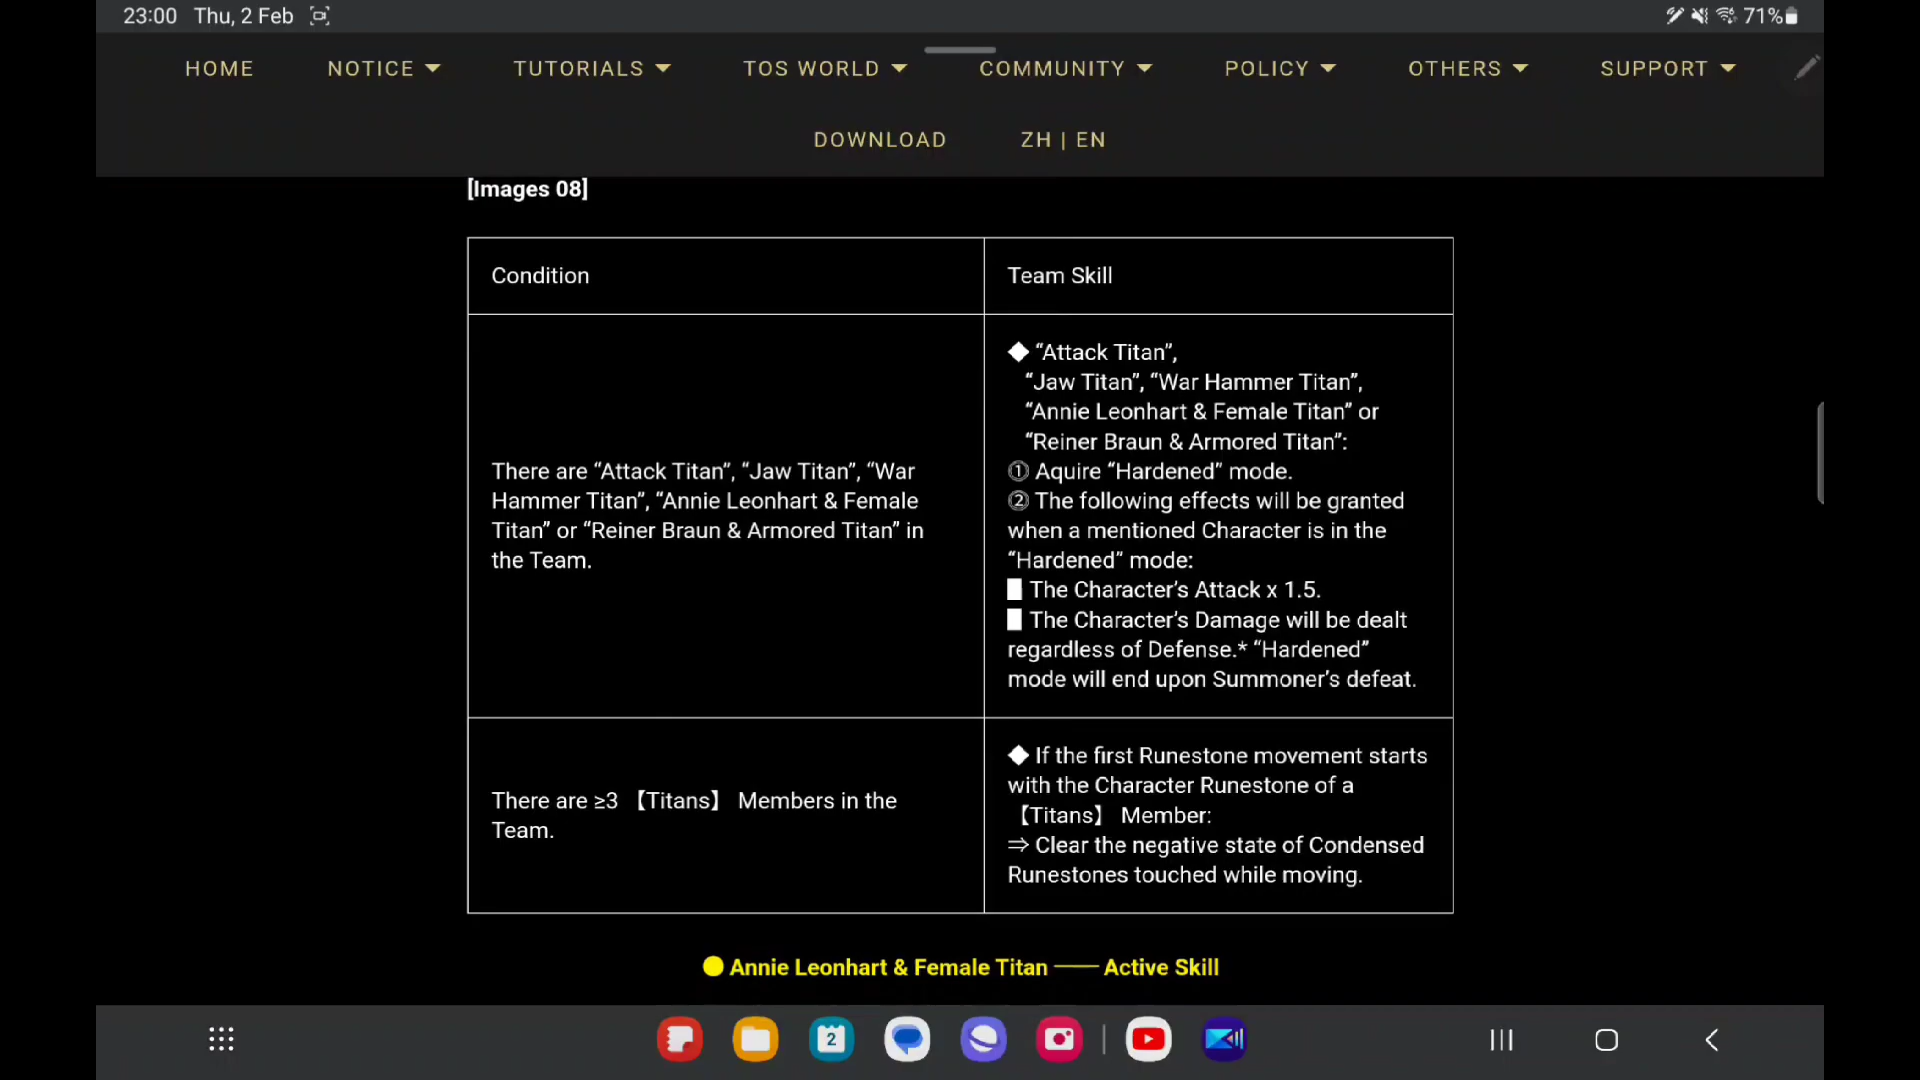 23:00 Thu, 2 Feb
71%
HOME NOTICE TUTORIALS TOS WORLD COMMUNITY POLICY OTHERS SUPPORT
DOWNLOAD ZH | EN
[Images 08]
Condition
Team Skill
There are “Attack Titan”, “Jaw Titan”, “War
Hammer Titan”, “Annie Leonhart & Female
Titan” or “Reiner Braun & Armored Titan” in
the Team.
◆ “Attack Titan”,
“Jaw Titan”, “War Hammer Titan”,
“Annie Leonhart & Female Titan” or
“Reiner Braun & Armored Titan”:
① Aquire “Hardened” mode.
② The following effects will be granted
when a mentioned Character is in the
“Hardened” mode:
█ The Character’s Attack x 1.5.
█ The Character’s Damage will be dealt
regardless of Defense.* “Hardened”
mode will end upon Summoner’s defeat.
There are ≥3 【Titans】 Members in the
Team.
◆ If the first Runestone movement starts
with the Character Runestone of a
【Titans】 Member:
⇒ Clear the negative state of Condensed
Runestones touched while moving.
● Annie Leonhart & Female Titan —— Active Skill
2